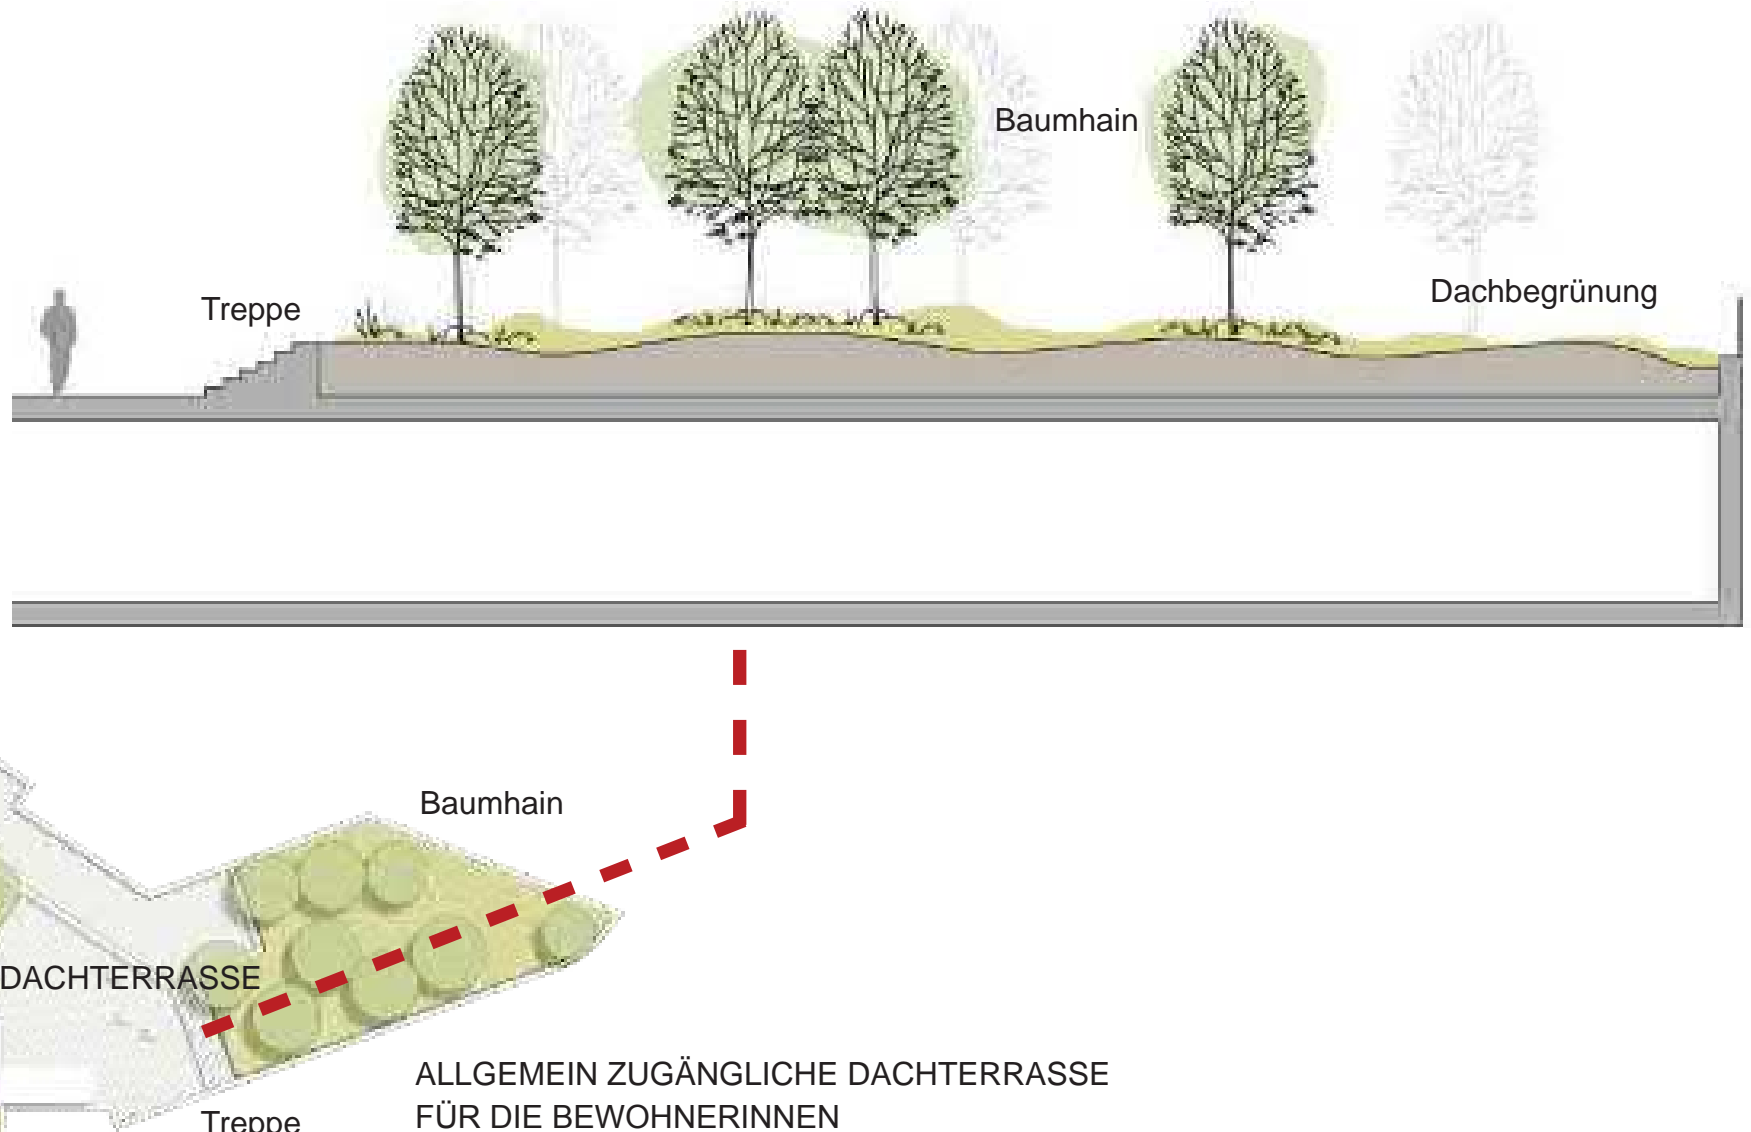 Baumhain
Treppe
Dachbegrünung
Baumhain
DACHTERRASSE
ALLGEMEIN ZUGÄNGLICHE DACHTERRASSE
FÜR DIE BEWOHNERINNEN
Treppe